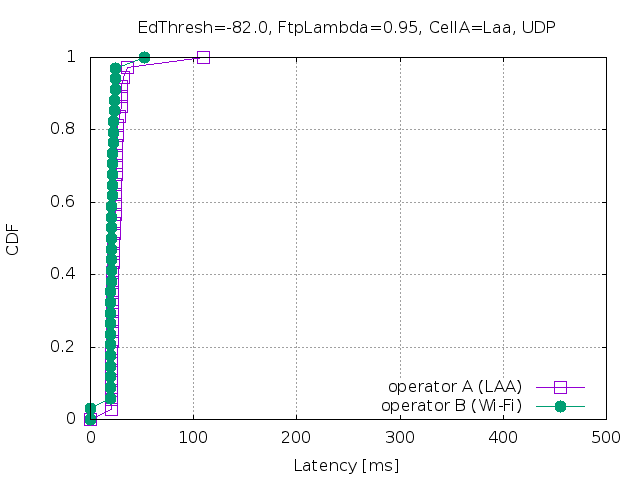 EdThresh=-82.0, FtpLambda=0.95, CellA=Laa, UDP
1
0.8
0.6
0.4
0.2
0
CDF
operator A (LAA)
operator B (Wi-Fi)
0 100 200 300 400 500
Latency [ms]